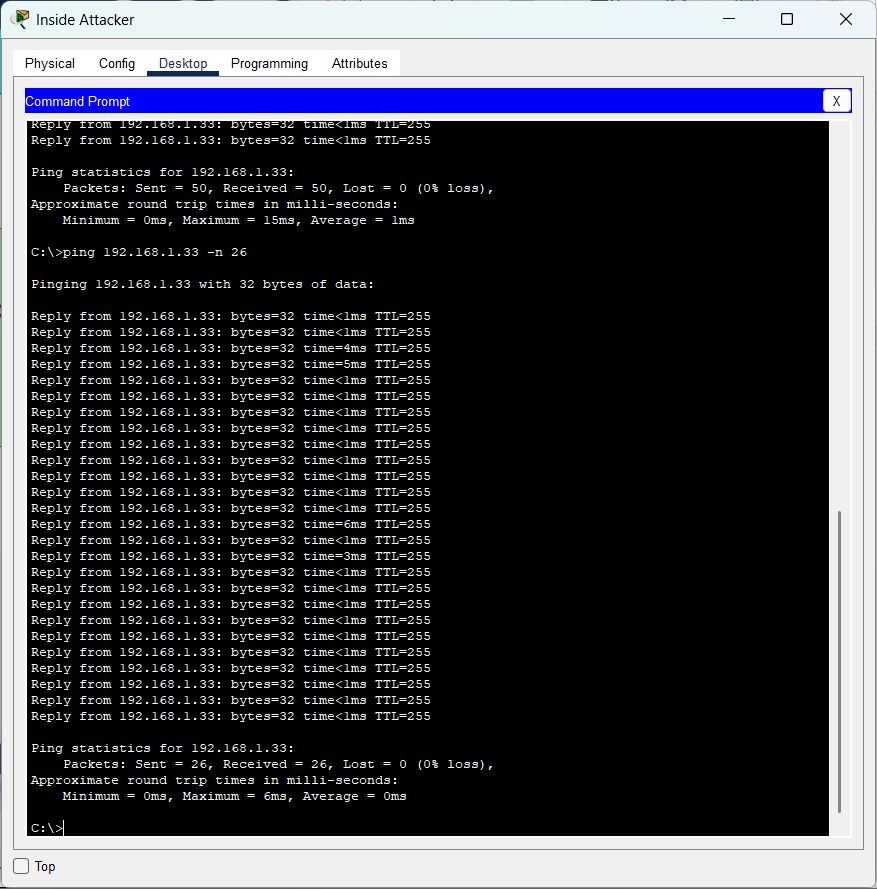 Inside Attacker
Physical Config Desktop Programming Attributes
Command Prompt X
Reply from 192.168.1.33: bytes=32 time<1ms TTL=255
Reply from 192.168.1.33: bytes=32 time<1ms TTL=255
Ping statistics for 192.168.1.33:
Packets: Sent = 50, Received = 50, Lost = 0 (0% loss),
Approximate round trip times in milli-seconds:
Minimum = 0ms, Maximum = 15ms, Average = 1ms
C:\>ping 192.168.1.33 -n 26
Pinging 192.168.1.33 with 32 bytes of data:
Reply from 192.168.1.33: bytes=32 time<1ms TTL=255
Reply from 192.168.1.33: bytes=32 time<1ms TTL=255
Reply from 192.168.1.33: bytes=32 time=4ms TTL=255
Reply from 192.168.1.33: bytes=32 time=5ms TTL=255
Reply from 192.168.1.33: bytes=32 time<1ms TTL=255
Reply from 192.168.1.33: bytes=32 time<1ms TTL=255
Reply from 192.168.1.33: bytes=32 time<1ms TTL=255
Reply from 192.168.1.33: bytes=32 time<1ms TTL=255
Reply from 192.168.1.33: bytes=32 time<1ms TTL=255
Reply from 192.168.1.33: bytes=32 time<1ms TTL=255
Reply from 192.168.1.33: bytes=32 time<1ms TTL=255
Reply from 192.168.1.33: bytes=32 time<1ms TTL=255
Reply from 192.168.1.33: bytes=32 time<1ms TTL=255
Reply from 192.168.1.33: bytes=32 time=6ms TTL=255
Reply from 192.168.1.33: bytes=32 time<1ms TTL=255
Reply from 192.168.1.33: bytes=32 time=3ms TTL=255
Reply from 192.168.1.33: bytes=32 time<1ms TTL=255
Reply from 192.168.1.33: bytes=32 time<1ms TTL=255
Reply from 192.168.1.33: bytes=32 time<1ms TTL=255
Reply from 192.168.1.33: bytes=32 time<1ms TTL=255
Reply from 192.168.1.33: bytes=32 time<1ms TTL=255
Reply from 192.168.1.33: bytes=32 time<1ms TTL=255
Reply from 192.168.1.33: bytes=32 time<1ms TTL=255
Reply from 192.168.1.33: bytes=32 time<1ms TTL=255
Reply from 192.168.1.33: bytes=32 time<1ms TTL=255
Reply from 192.168.1.33: bytes=32 time<1ms TTL=255
Ping statistics for 192.168.1.33:
Packets: Sent = 26, Received = 26, Lost = 0 (0% loss),
Approximate round trip times in milli-seconds:
Minimum = 0ms, Maximum = 6ms, Average = 0ms
C:\>
Top